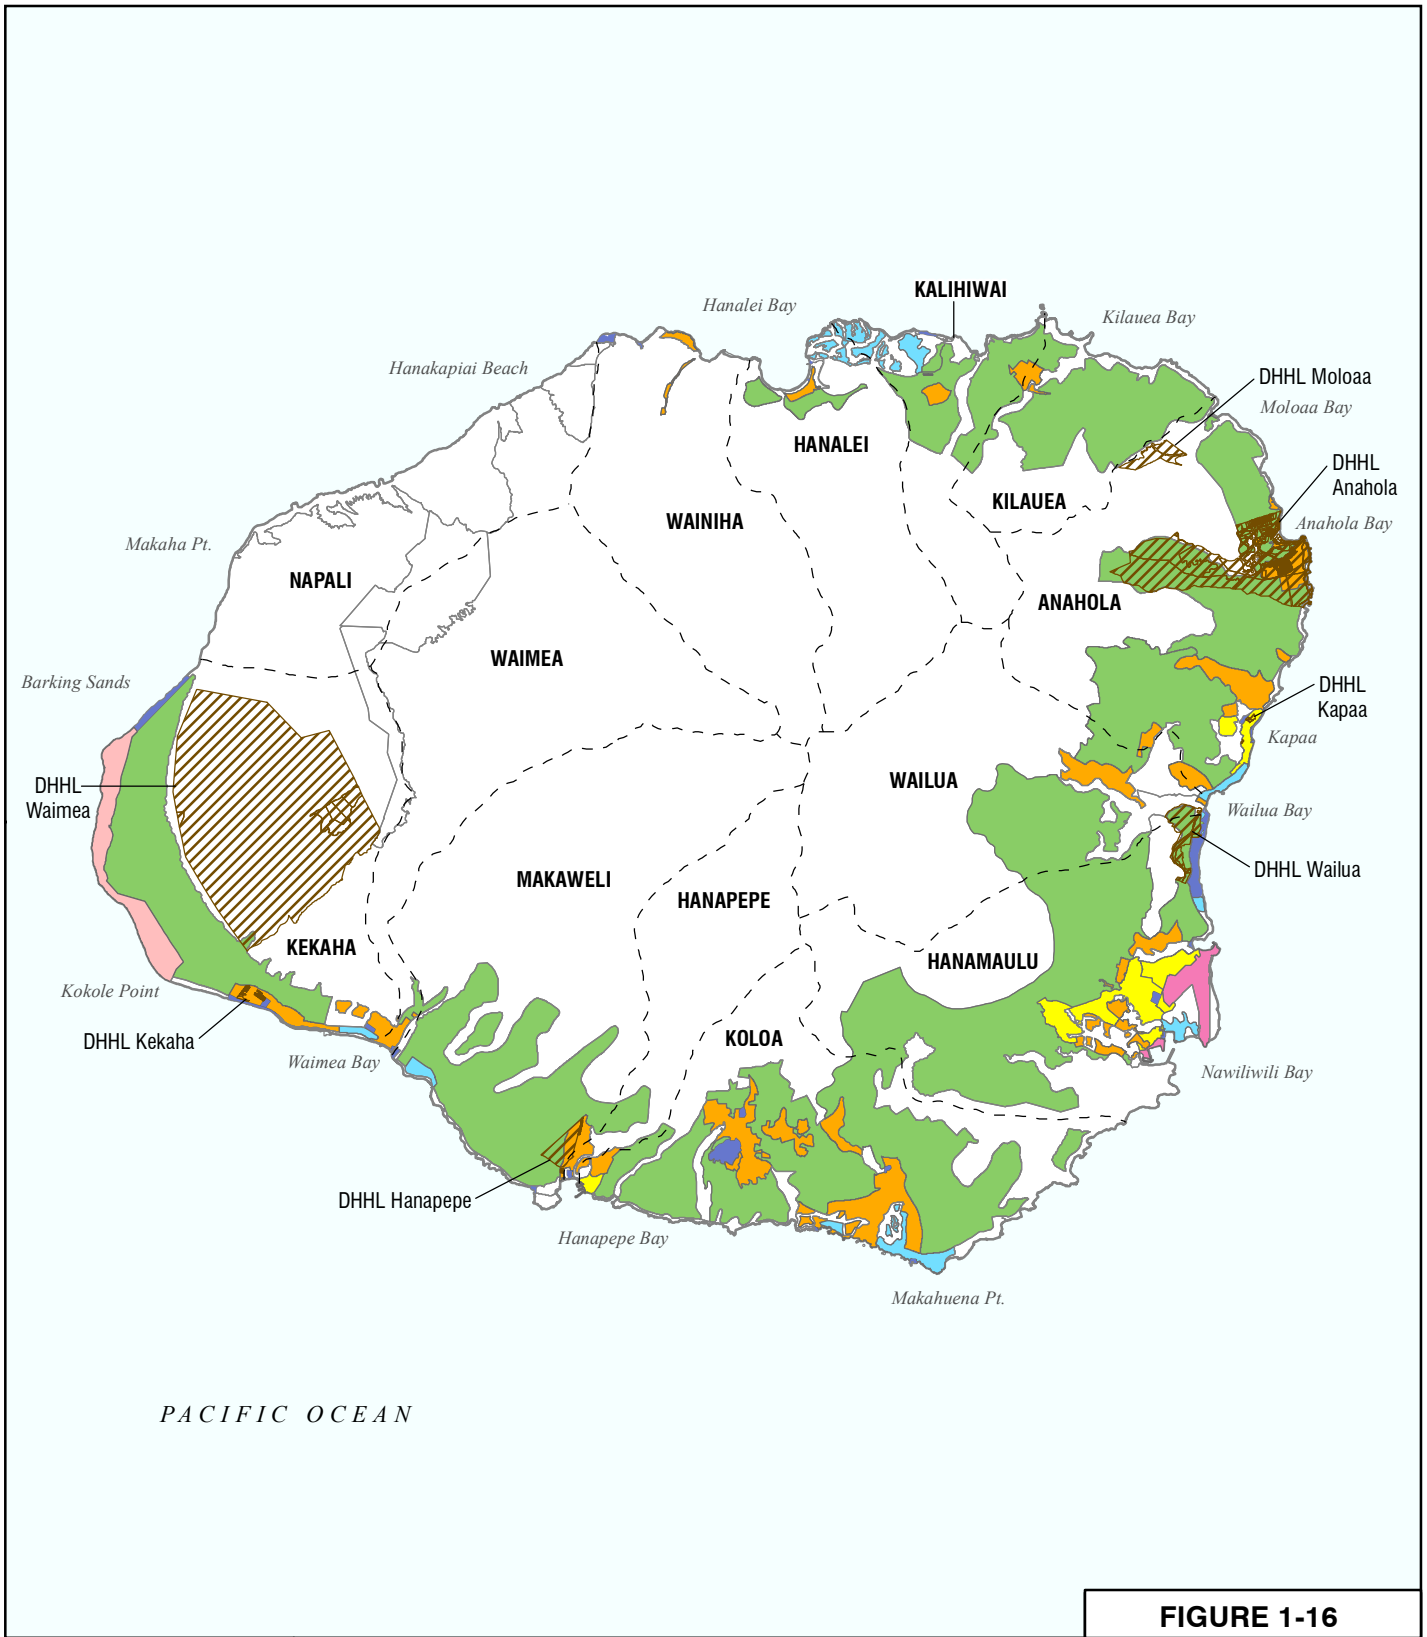 KALIHIWAI
Hanalei Bay
Kilauea Bay
Hanakapiai Beach
DHHL Moloaa
Moloaa Bay
HANALEI
DHHL
Anahola
KILAUEA
WAINIHA
Anahola Bay
Makaha Pt.
NAPALI
ANAHOLA
WAIMEA
Barking Sands
DHHL
Kapaa
Kapaa
WAILUA
DHHL
Waimea
Wailua Bay
DHHL Wailua
MAKAWELI
HANAPEPE
KEKAHA
HANAMAULU
Kokole Point
KOLOA
DHHL Kekaha
Waimea Bay
Nawiliwili Bay
DHHL Hanapepe
Hanapepe Bay
Makahuena Pt.
PACIFIC OCEAN
FIGURE 1-16